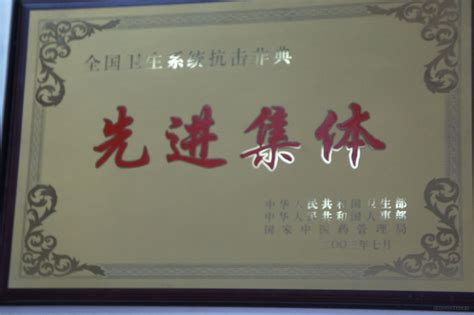 全国卫生系统抗击非典
先进集体
中华人民共和国卫生部
中华人民共和国人事部
国家中医药管理局
二〇〇三年七月